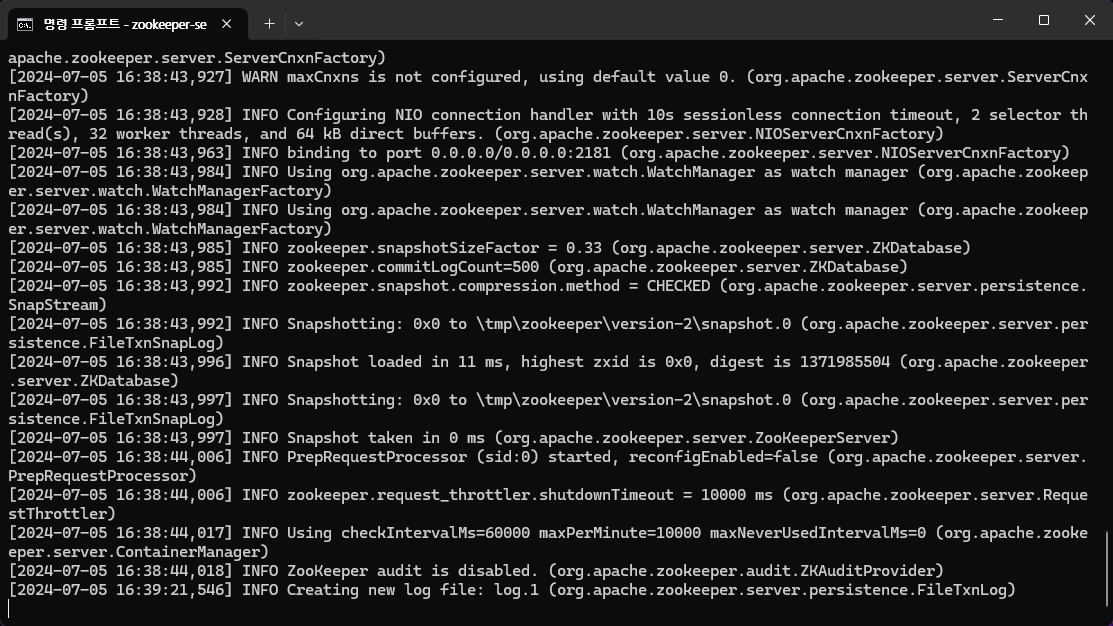 명령 프롬프트 - zookeeper-se
apache.zookeeper.server.ServerCnxnFactory)
[2024-07-05 16:38:43,927] WARN maxCnxns is not configured, using default value 0. (org.apache.zookeeper.server.ServerCnx
nFactory)
[2024-07-05 16:38:43,928] INFO Configuring NIO connection handler with 10s sessionless connection timeout, 2 selector th
read(s), 32 worker threads, and 64 kB direct buffers. (org.apache.zookeeper.server.NIOServerCnxnFactory)
[2024-07-05 16:38:43,963] INFO binding to port 0.0.0.0/0.0.0.0:2181 (org.apache.zookeeper.server.NIOServerCnxnFactory)
[2024-07-05 16:38:43,984] INFO Using org.apache.zookeeper.server.watch.WatchManager as watch manager (org.apache.zookeep
er.server.watch.WatchManagerFactory)
[2024-07-05 16:38:43,984] INFO Using org.apache.zookeeper.server.watch.WatchManager as watch manager (org.apache.zookeep
er.server.watch.WatchManagerFactory)
[2024-07-05 16:38:43,985] INFO zookeeper.snapshotSizeFactor = 0.33 (org.apache.zookeeper.server.ZKDatabase)
[2024-07-05 16:38:43,985] INFO zookeeper.commitLogCount=500 (org.apache.zookeeper.server.ZKDatabase)
[2024-07-05 16:38:43,992] INFO zookeeper.snapshot.compression.method = CHECKED (org.apache.zookeeper.server.persistence.
SnapStream)
[2024-07-05 16:38:43,992] INFO Snapshotting: 0x0 to \tmp\zookeeper\version-2\snapshot.0 (org.apache.zookeeper.server.per
sistence.FileTxnSnapLog)
[2024-07-05 16:38:43,996] INFO Snapshot loaded in 11 ms, highest zxid is 0x0, digest is 1371985504 (org.apache.zookeeper
.server.ZKDatabase)
[2024-07-05 16:38:43,997] INFO Snapshotting: 0x0 to \tmp\zookeeper\version-2\snapshot.0 (org.apache.zookeeper.server.per
sistence.FileTxnSnapLog)
[2024-07-05 16:38:43,997] INFO Snapshot taken in 0 ms (org.apache.zookeeper.server.ZooKeeperServer)
[2024-07-05 16:38:44,006] INFO PrepRequestProcessor (sid:0) started, reconfigEnabled=false (org.apache.zookeeper.server.
PrepRequestProcessor)
[2024-07-05 16:38:44,006] INFO zookeeper.request_throttler.shutdownTimeout = 10000 ms (org.apache.zookeeper.server.Reque
stThrottler)
[2024-07-05 16:38:44,017] INFO Using checkIntervalMs=60000 maxPerMinute=10000 maxNeverUsedIntervalMs=0 (org.apache.zooke
eper.server.ContainerManager)
[2024-07-05 16:38:44,018] INFO ZooKeeper audit is disabled. (org.apache.zookeeper.audit.ZKAuditProvider)
[2024-07-05 16:39:21,546] INFO Creating new log file: log.1 (org.apache.zookeeper.server.persistence.FileTxnLog)